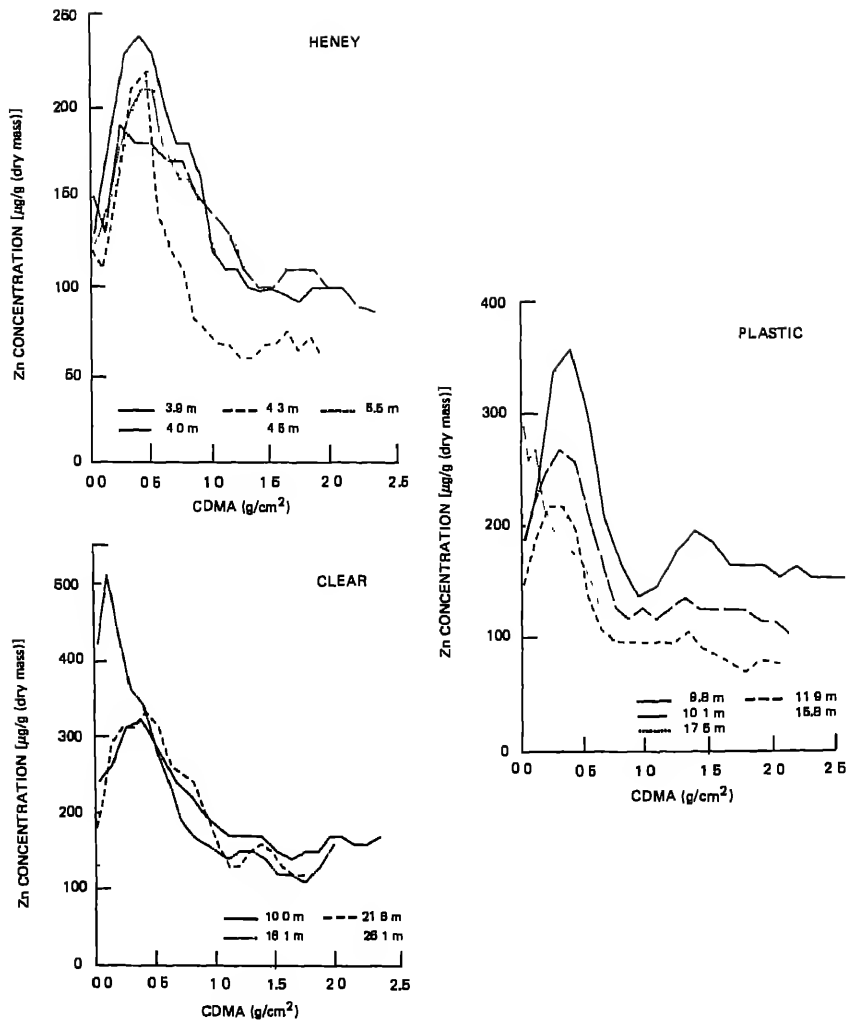 HENEY
Zn CONCENTRATION [µg/g (dry mass)]
260
200
150
100
50
0
3.9 m 4.3 m 5.5 m
4.0 m 4.5 m
0.0 0.5 1.0 1.5 2.0 2.5
CDMA (g/cm²)
CLEAR
Zn CONCENTRATION [µg/g (dry mass)]
500
400
300
200
100
0
10.0 m 21.8 m
16.1 m 26.1 m
0.0 0.5 1.0 1.5 2.0 2.5
CDMA (g/cm²)
PLASTIC
Zn CONCENTRATION [µg/g (dry mass)]
400
300
200
100
0
9.8 m 11.9 m
10.1 m 15.8 m
17.5 m
0.0 0.5 1.0 1.5 2.0 2.5
CDMA (g/cm²)